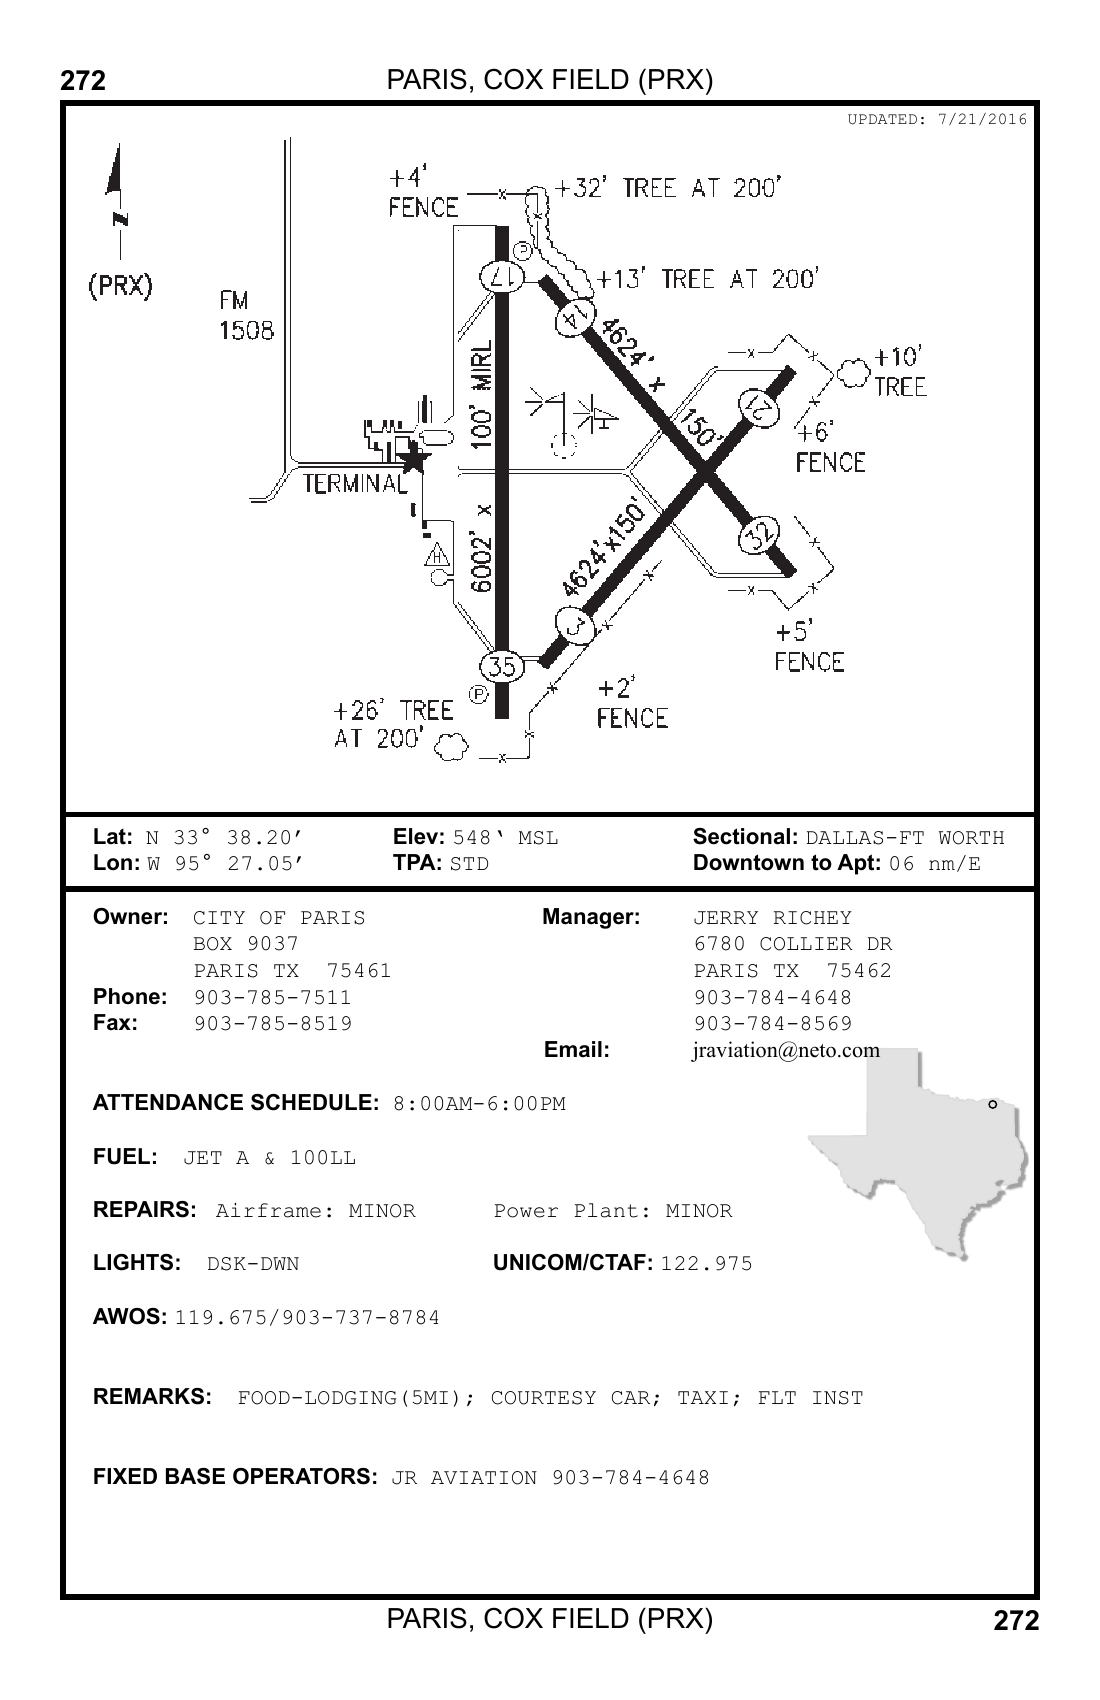 272 PARIS, COX FIELD (PRX)
UPDATED: 7/21/2016
N
(PRX)
FM
1508
+4'
FENCE
+32' TREE AT 200'
P
17
+13' TREE AT 200'
14
4624' x 150'
+10'
TREE
21
+6'
FENCE
6002' x 100' MIRL
TERMINAL
H
32
4624'x150'
3
+5'
FENCE
35
P
+2'
FENCE
+26' TREE
AT 200'
Lat: N 33° 38.20′ Elev: 548‘ MSL Sectional: DALLAS-FT WORTH
Lon: W 95° 27.05′ TPA: STD Downtown to Apt: 06 nm/E
Owner: CITY OF PARIS Manager: JERRY RICHEY
BOX 9037 6780 COLLIER DR
PARIS TX  75461 PARIS TX  75462
Phone: 903-785-7511 903-784-4648
Fax: 903-785-8519 903-784-8569
Email: jraviation@neto.com
ATTENDANCE SCHEDULE: 8:00AM-6:00PM
FUEL: JET A & 100LL
REPAIRS: Airframe: MINOR Power Plant: MINOR
LIGHTS: DSK-DWN UNICOM/CTAF: 122.975
AWOS: 119.675/903-737-8784
REMARKS: FOOD-LODGING(5MI); COURTESY CAR; TAXI; FLT INST
FIXED BASE OPERATORS: JR AVIATION 903-784-4648
PARIS, COX FIELD (PRX) 272